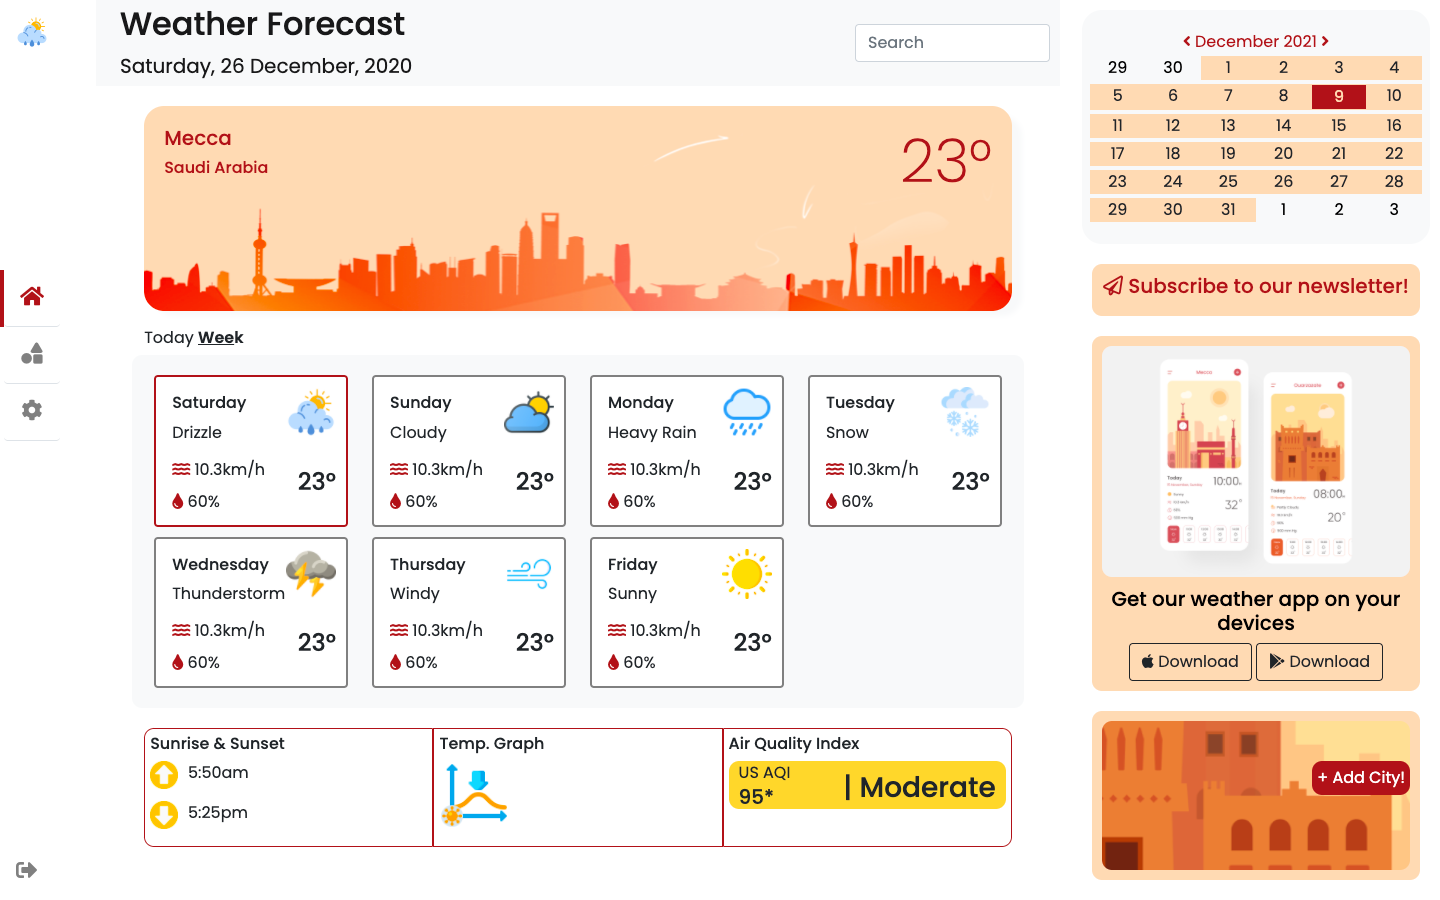 Weather Forecast
Saturday, 26 December, 2020
Search
Mecca
Saudi Arabia
23°
Today Week
Saturday
Drizzle
10.3km/h
60%
23°
Sunday
Cloudy
10.3km/h
60%
23°
Monday
Heavy Rain
10.3km/h
60%
23°
Tuesday
Snow
10.3km/h
60%
23°
Wednesday
Thunderstorm
10.3km/h
60%
23°
Thursday
Windy
10.3km/h
60%
23°
Friday
Sunny
10.3km/h
60%
23°
Sunrise & Sunset
5:50am
5:25pm
Temp. Graph
Air Quality Index
US AQI
95*
| Moderate
December 2021
29 30 1 2 3 4
5 6 7 8 9 10
11 12 13 14 15 16
17 18 19 20 21 22
23 24 25 26 27 28
29 30 31 1 2 3
Subscribe to our newsletter!
Mecca
Today
10:00
32°
Today
08:00
20°
Get our weather app on your
devices
Download
Download
+ Add City!